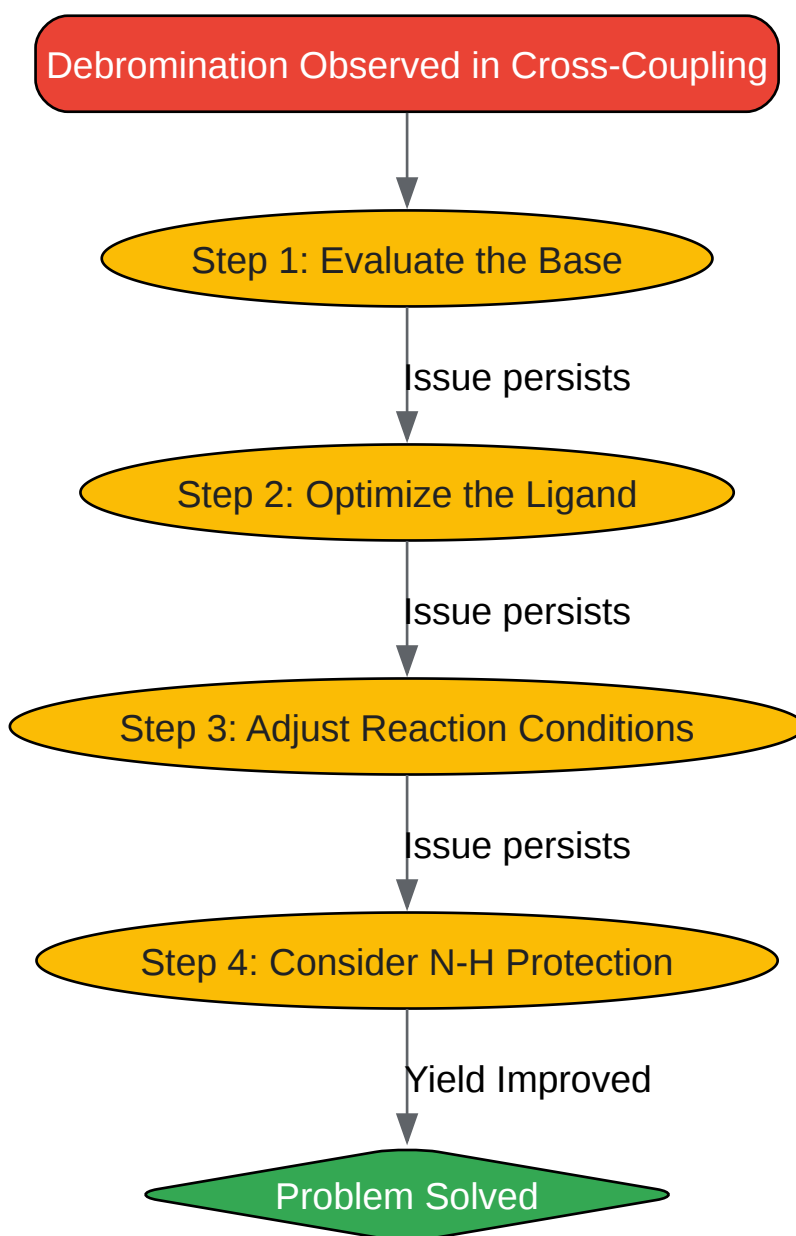 Debromination Observed in Cross-Coupling
Step 1: Evaluate the Base
Issue persists
Step 2: Optimize the Ligand
Issue persists
Step 3: Adjust Reaction Conditions
Issue persists
Step 4: Consider N-H Protection
Yield Improved
Problem Solved